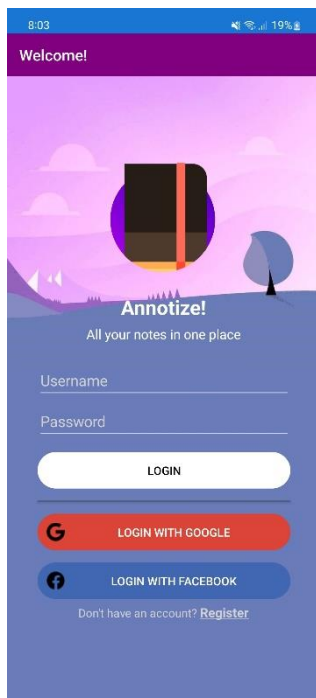 8:03
19%
Welcome!
Annotize!
All your notes in one place
Username
Password
LOGIN
LOGIN WITH GOOGLE
LOGIN WITH FACEBOOK
Don't have an account? Register